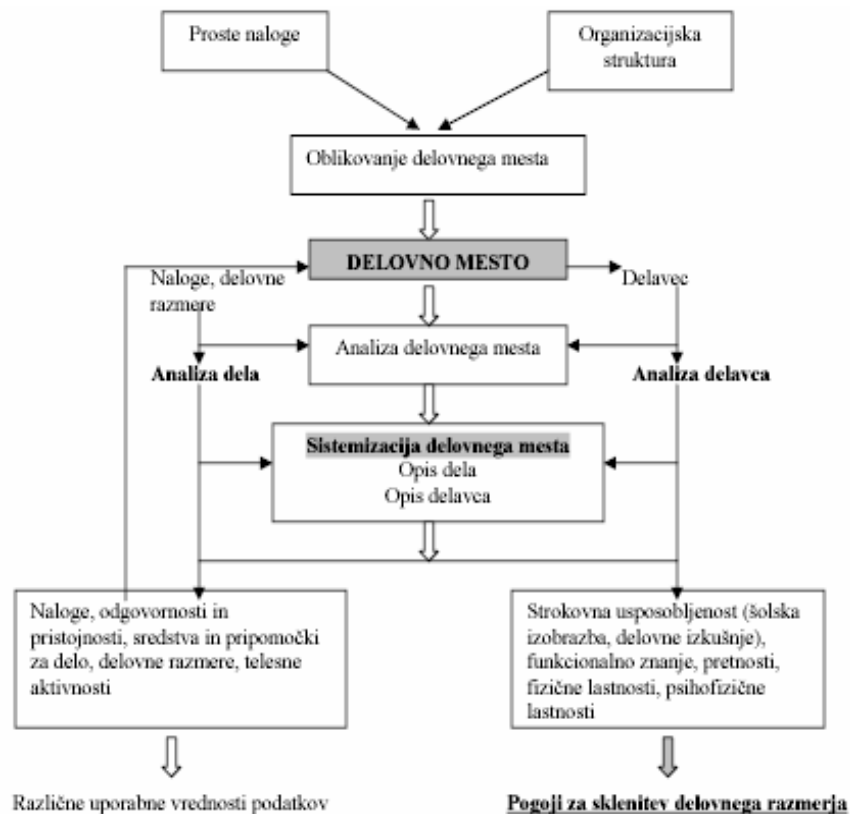 Proste naloge
Organizacijska
struktura
Oblikovanje delovnega mesta
DELOVNO MESTO
Naloge, delovne
razmere
Delavec
Analiza delovnega mesta
Analiza dela
Analiza delavca
Sistemizacija delovnega mesta
Opis dela
Opis delavca
Naloge, odgovornosti in
pristojnosti, sredstva in pripomočki
za delo, delovne razmere, telesne
aktivnosti
Strokovna usposobljenost (šolska
izobrazba, delovne izkušnje),
funkcionalno znanje, pretnosti,
fizične lastnosti, psihofizične
lastnosti
Različne uporabne vrednosti podatkov
Pogoji za sklenitev delovnega razmerja